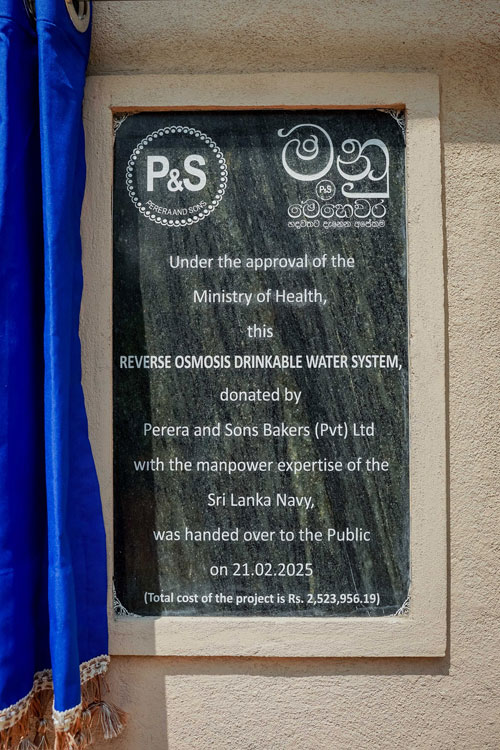 P&S
PERERA AND SONS
මනු
P&S
මෙහෙවර
හදවතට දැනෙන අපේකම
Under the approval of the
Ministry of Health,
this
REVERSE OSMOSIS DRINKABLE WATER SYSTEM,
donated by
Perera and Sons Bakers (Pvt) Ltd
with the manpower expertise of the
Sri Lanka Navy,
was handed over to the Public
on 21.02.2025
(Total cost of the project is Rs. 2,523,956.19)